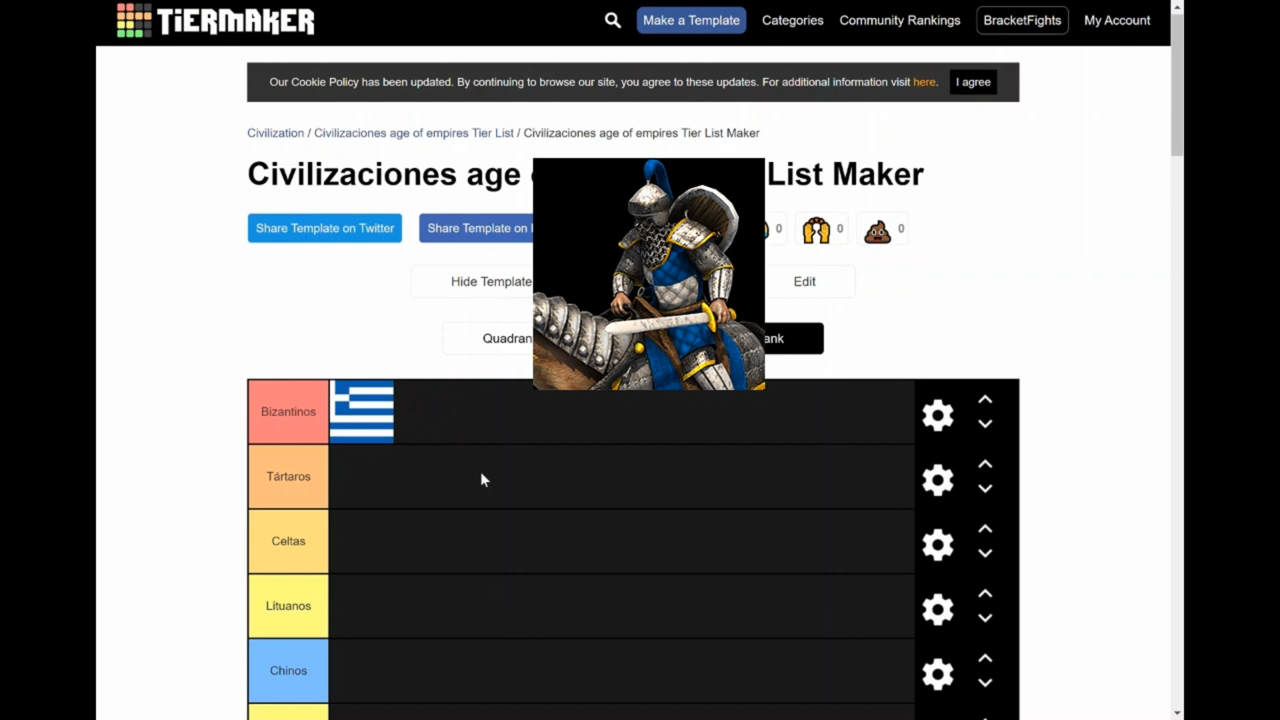 TiERMAKER
Make a Template
Categories
Community Rankings
BracketFights
My Account
Our Cookie Policy has been updated. By continuing to browse our site, you agree to these updates. For additional information visit here.
I agree
Civilization / Civilizaciones age of empires Tier List / Civilizaciones age of empires Tier List Maker
Civilizaciones age List Maker
Share Template on Twitter
Share Template on
0
0
0
Hide Template
Edit
Bizantinos
Tártaros
Celtas
Lituanos
Chinos